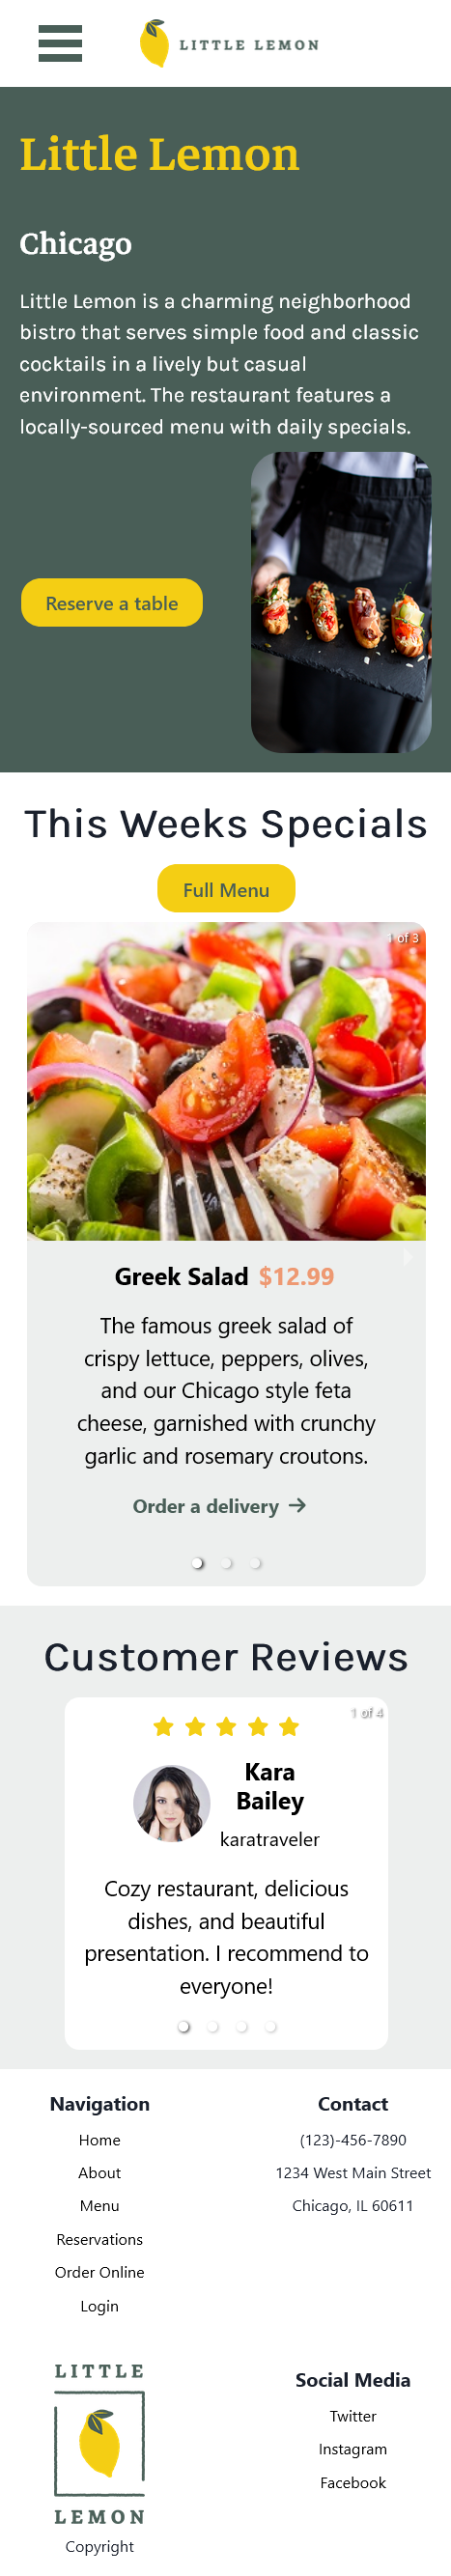 LITTLE LEMON
Little Lemon
Chicago
Little Lemon is a charming neighborhood
bistro that serves simple food and classic
cocktails in a lively but casual
environment. The restaurant features a
locally-sourced menu with daily specials.
Reserve a table
This Weeks Specials
Full Menu
1 of 3
Greek Salad $12.99
The famous greek salad of
crispy lettuce, peppers, olives,
and our Chicago style feta
cheese, garnished with crunchy
garlic and rosemary croutons.
Order a delivery
Customer Reviews
1 of 4
Kara
Bailey
karatraveler
Cozy restaurant, delicious
dishes, and beautiful
presentation. I recommend to
everyone!
Navigation
Home
About
Menu
Reservations
Order Online
Login
Contact
(123)-456-7890
1234 West Main Street
Chicago, IL 60611
LITTLE
LEMON
Copyright
Social Media
Twitter
Instagram
Facebook